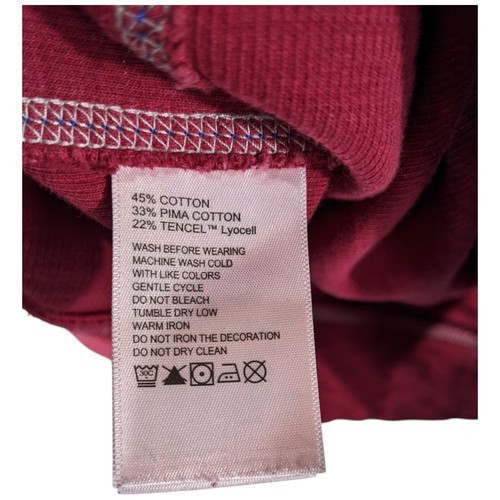 45% COTTON
33% PIMA COTTON
22% TENCEL™ Lyocell
WASH BEFORE WEARING
MACHINE WASH COLD
WITH LIKE COLORS
GENTLE CYCLE
DO NOT BLEACH
TUMBLE DRY LOW
WARM IRON
DO NOT IRON THE DECORATION
DO NOT DRY CLEAN
30C